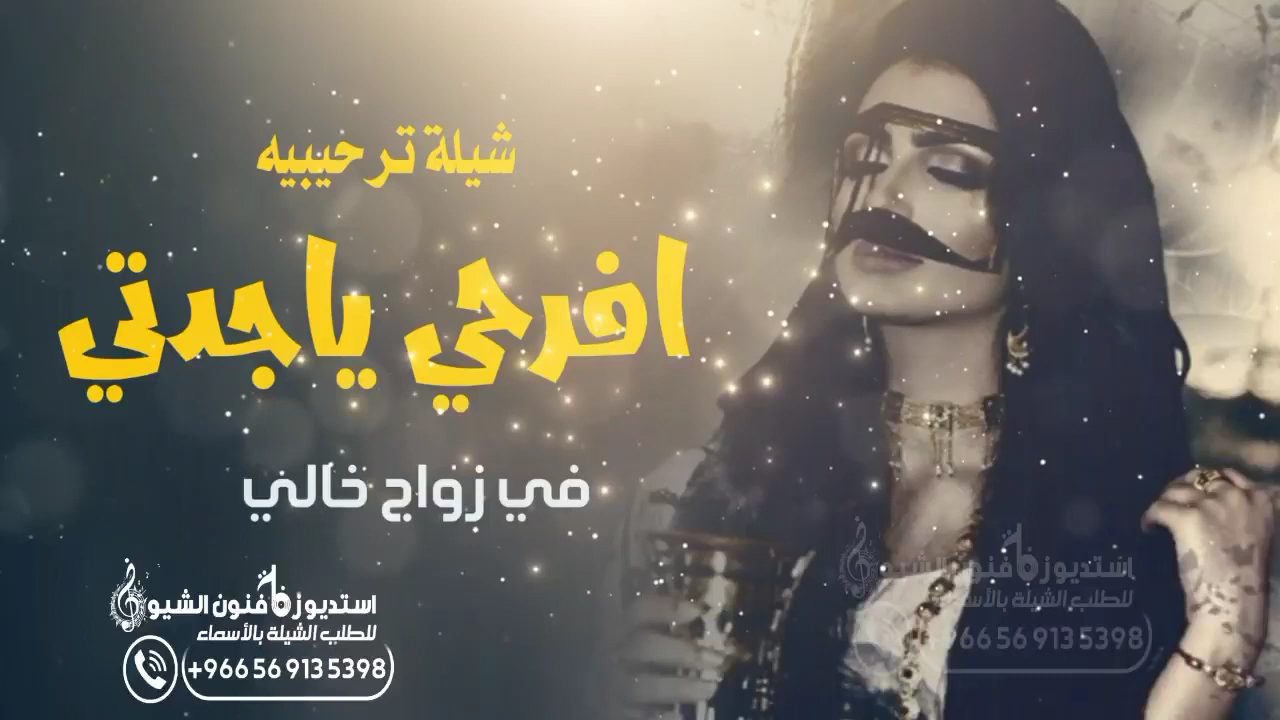 شيلة ترحيبيه
افرحي ياجدتي
في زواج خالي
استديوز فنون الشيو
للطلب الشيلة بالأسماء
+966 56 913 5398
استديوز فنون الشيو
للطلب الشيلة بالأسماء
966 56 913 5398